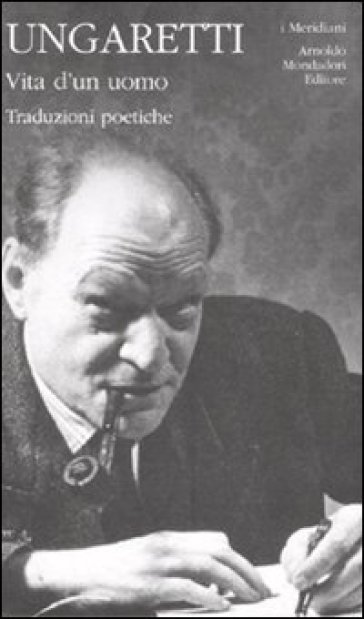 UNGARETTI
Vita d'un uomo
Traduzioni poetiche
i Meridiani
Arnoldo
Mondadori
Editore